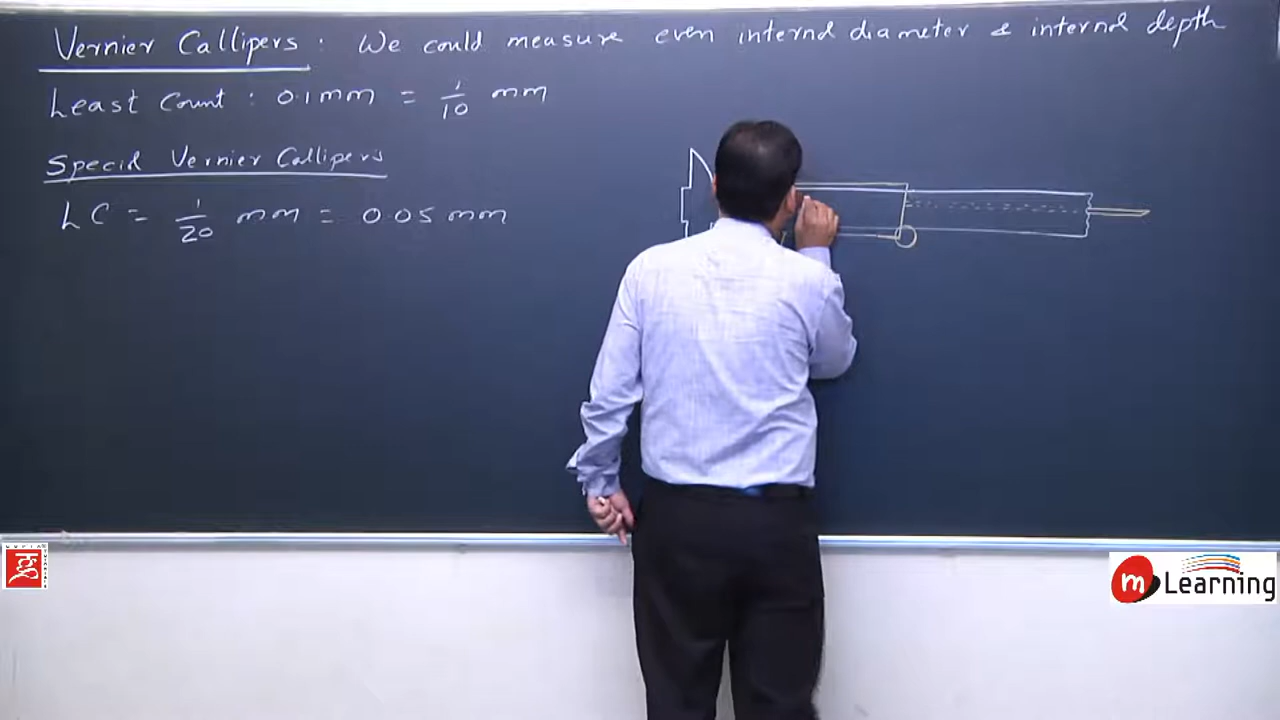 Vernier Callipers : We could measure even internal diameter & internal depth
Least Count : 0.1mm = 1/10 mm
Special Vernier Callipers
LC = 1/20 mm = 0.05 mm
ग
m Learning